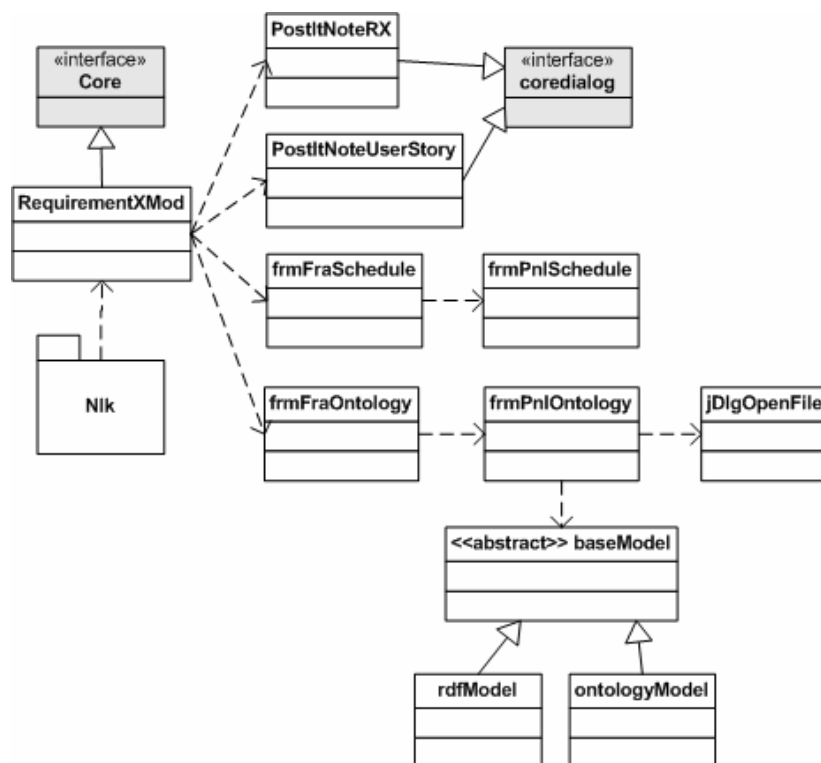 PostItNoteRX
«interface»
Core
«interface»
coredialog
PostItNoteUserStory
RequirementXMod
frmFraSchedule
frmPnlSchedule
Nlk
frmFraOntology
frmPnlOntology
jDlgOpenFile
<<abstract>> baseModel
rdfModel
ontologyModel